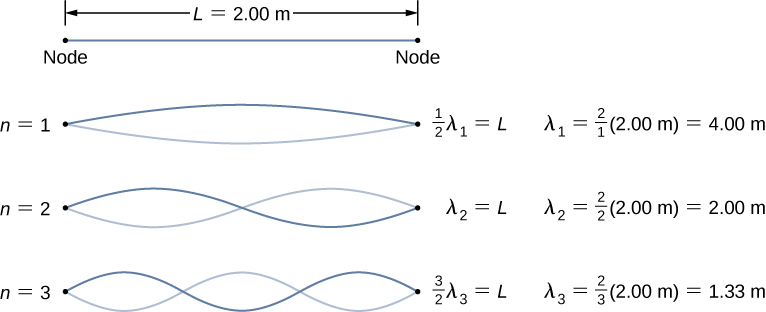 L = 2.00 m
Node Node
n = 1 ½λ₁ = L λ₁ = 2/1(2.00 m) = 4.00 m
n = 2 λ₂ = L λ₂ = 2/2(2.00 m) = 2.00 m
n = 3 3/2λ₃ = L λ₃ = 2/3(2.00 m) = 1.33 m